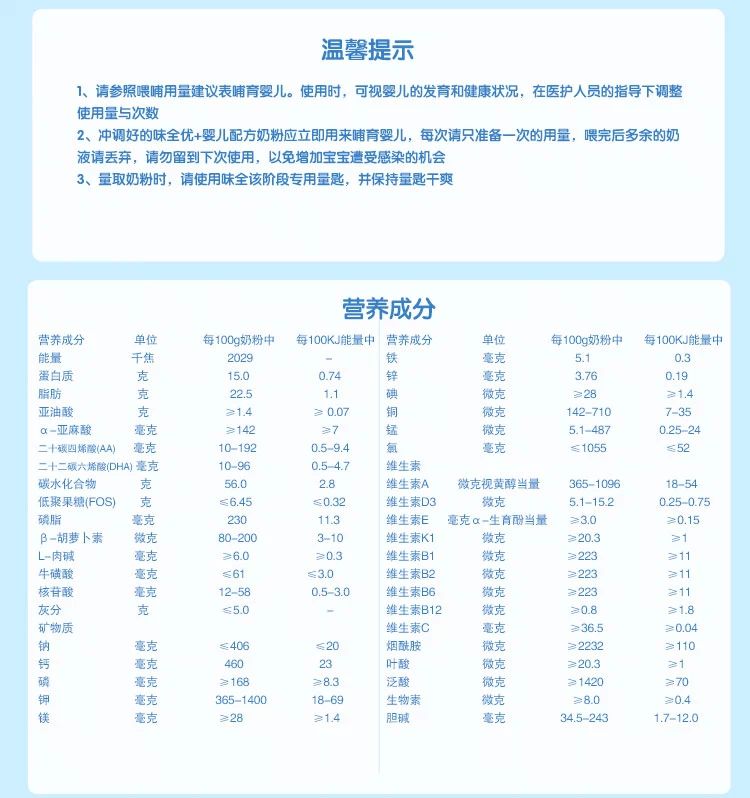 温馨提示
1、请参照喂哺用量建议表哺育婴儿。使用时，可视婴儿的发育和健康状况，在医护人员的指导下调整
使用量与次数
2、冲调好的味全优+婴儿配方奶粉应立即用来哺育婴儿，每次请只准备一次的用量，喂完后多余的奶
液请丢弃，请勿留到下次使用，以免增加宝宝遭受感染的机会
3、量取奶粉时，请使用味全该阶段专用量匙，并保持量匙干爽
营养成分
营养成分 单位 每100g奶粉中 每100KJ能量中
能量 千焦 2029 –
蛋白质 克 15.0 0.74
脂肪 克 22.5 1.1
亚油酸 克 ≥1.4 ≥ 0.07
α–亚麻酸 毫克 ≥142 ≥7
二十碳四烯酸(AA) 毫克 10–192 0.5–9.4
二十二碳六烯酸(DHA) 毫克 10–96 0.5–4.7
碳水化合物 克 56.0 2.8
低聚果糖(FOS) 克 ≤6.45 ≤0.32
磷脂 毫克 230 11.3
β–胡萝卜素 微克 80–200 3–10
L–肉碱 毫克 ≥6.0 ≥0.3
牛磺酸 毫克 ≤61 ≤3.0
核苷酸 毫克 12–58 0.5–3.0
灰分 克 ≤5.0 –
矿物质
钠 毫克 ≤406 ≤20
钙 毫克 460 23
磷 毫克 ≥168 ≥8.3
钾 毫克 365–1400 18–69
镁 毫克 ≥28 ≥1.4
营养成分 单位 每100g奶粉中 每100KJ能量中
铁 毫克 5.1 0.3
锌 毫克 3.76 0.19
碘 微克 ≥28 ≥1.4
铜 微克 142–710 7–35
锰 微克 5.1–487 0.25–24
氯 毫克 ≤1055 ≤52
维生素
维生素A 微克视黄醇当量 365–1096 18–54
维生素D3 微克 5.1–15.2 0.25–0.75
维生素E 毫克α–生育酚当量 ≥3.0 ≥0.15
维生素K1 微克 ≥20.3 ≥1
维生素B1 微克 ≥223 ≥11
维生素B2 微克 ≥223 ≥11
维生素B6 微克 ≥223 ≥11
维生素B12 微克 ≥0.8 ≥1.8
维生素C 毫克 ≥36.5 ≥0.04
烟酰胺 微克 ≥2232 ≥110
叶酸 微克 ≥20.3 ≥1
泛酸 微克 ≥1420 ≥70
生物素 微克 ≥8.0 ≥0.4
胆碱 毫克 34.5–243 1.7–12.0